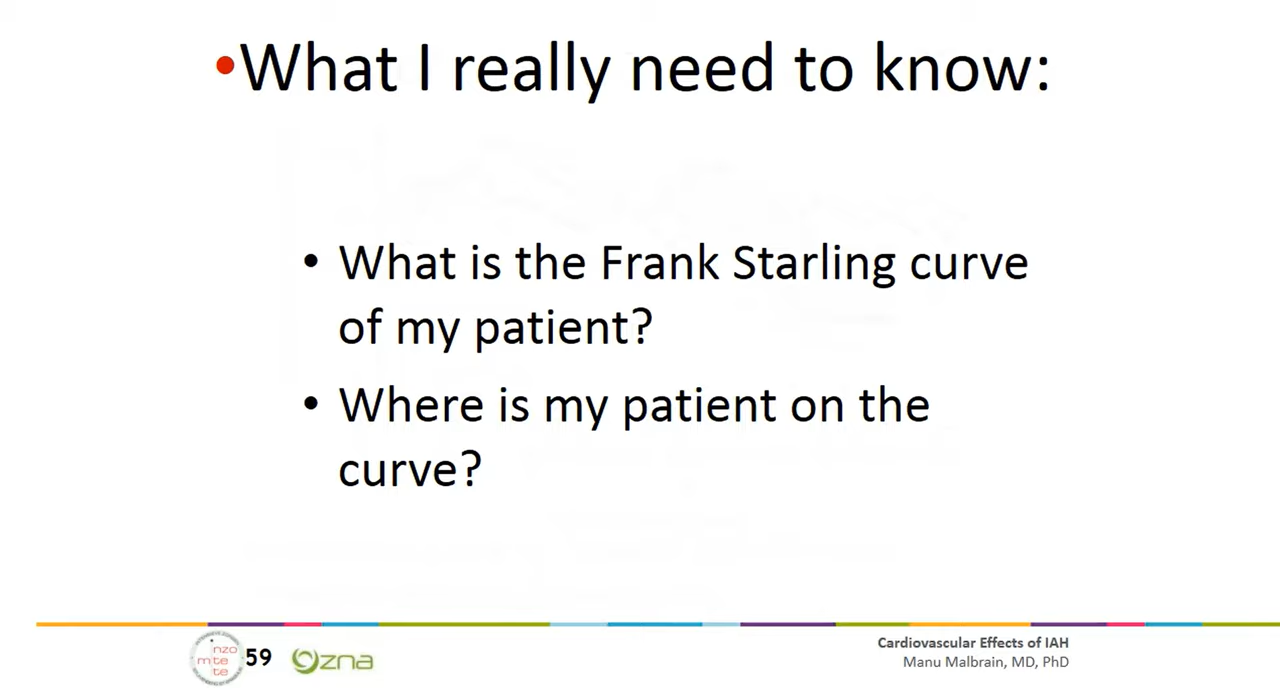 •What I really need to know:
• What is the Frank Starling curve
of my patient?
• Where is my patient on the
curve?
59
zna
Cardiovascular Effects of IAH
Manu Malbrain, MD, PhD